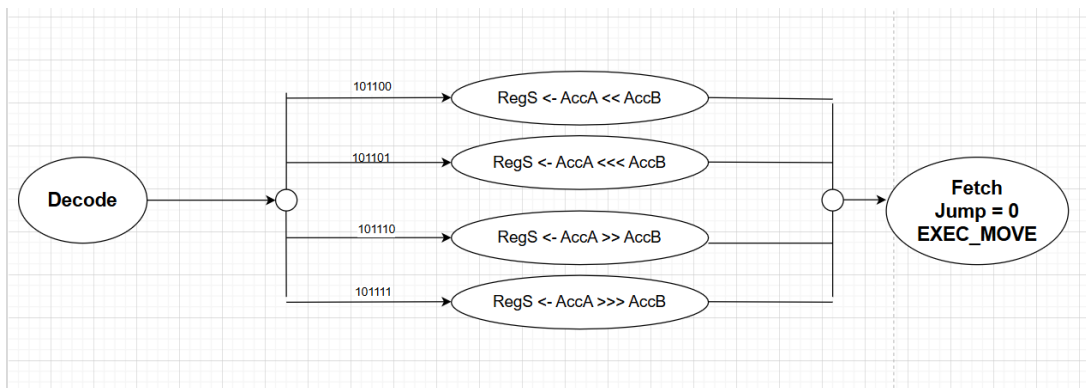 101100
RegS <- AccA << AccB
101101
RegS <- AccA <<< AccB
Decode
Fetch
Jump = 0
EXEC_MOVE
101110
RegS <- AccA >> AccB
101111
RegS <- AccA >>> AccB